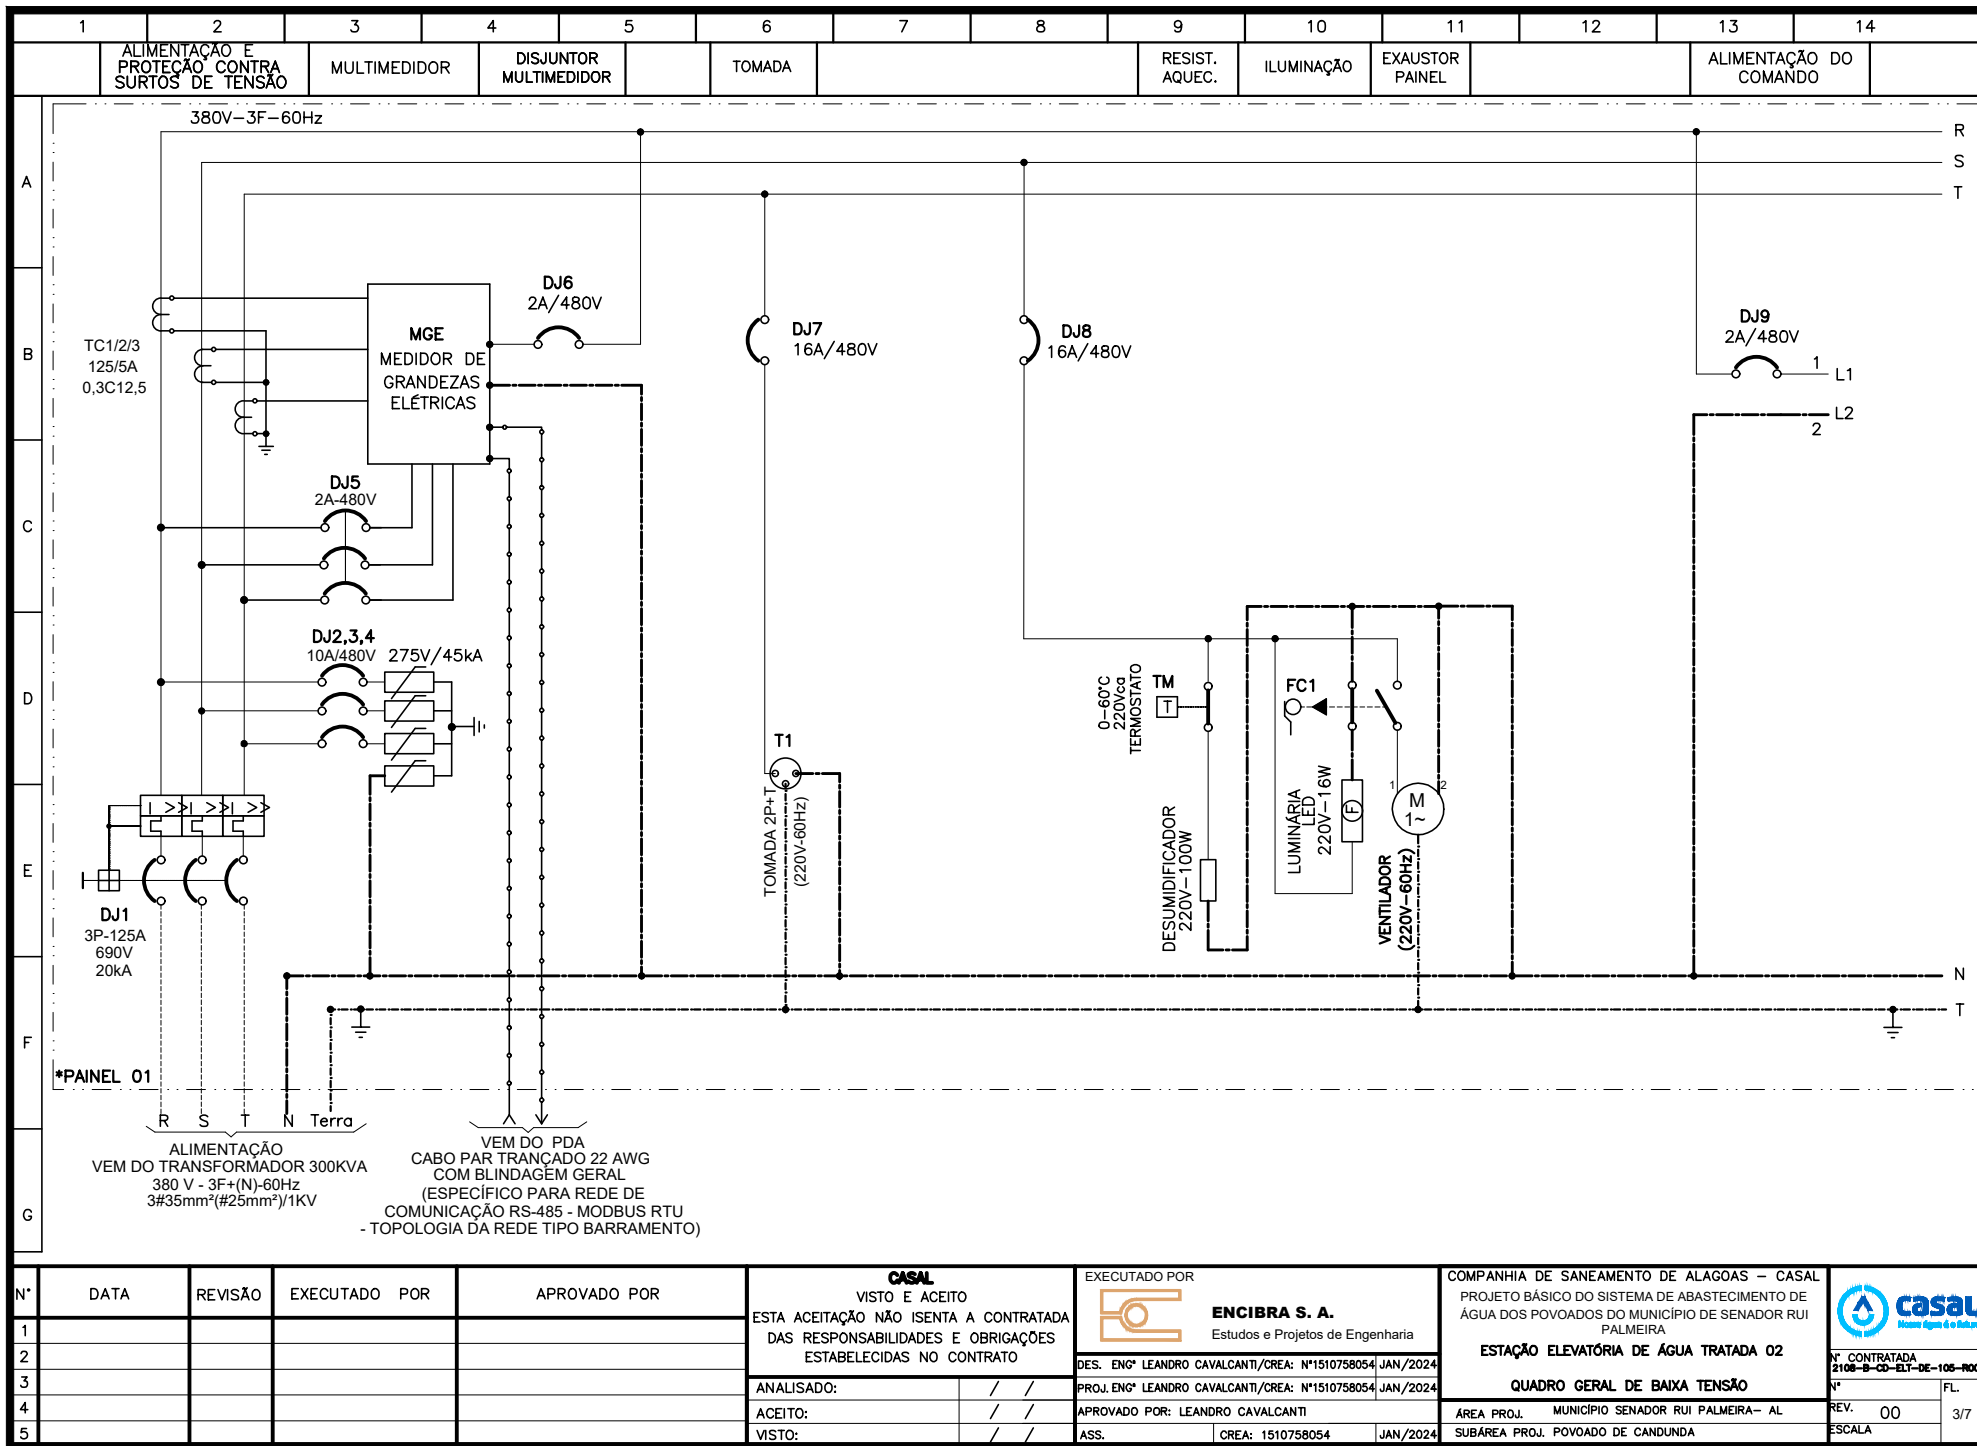 1 2 3 4 5 6 7 8 9 10 11 12 13 14
ALIMENTAÇÃO E
PROTEÇÃO CONTRA
SURTOS DE TENSÃO
MULTIMEDIDOR
DISJUNTOR
MULTIMEDIDOR
TOMADA
RESIST.
AQUEC.
ILUMINAÇÃO
EXAUSTOR
PAINEL
ALIMENTAÇÃO DO
COMANDO
A
B
C
D
E
F
G
380V-3F-60Hz
R
S
T
TC1/2/3
125/5A
0,3C12,5
MGE
MEDIDOR DE
GRANDEZAS
ELÉTRICAS
DJ6
2A/480V
DJ7
16A/480V
DJ8
16A/480V
DJ9
2A/480V
1
L1
L2
2
DJ5
2A-480V
DJ2,3,4
10A/480V
275V/45kA
I >>
I >>
I >>
DJ1
3P-125A
690V
20kA
T1
TOMADA 2P+T
(220V-60Hz)
0-60°C
220Vca
TERMOSTATO
TM
T
DESUMIDIFICADOR
220V-100W
FC1
LUMINÁRIA
LED
220V-16W
F
1
2
M
1~
VENTILADOR
(220V-60Hz)
N
T
*PAINEL 01
R S T N Terra
ALIMENTAÇÃO
VEM DO TRANSFORMADOR 300KVA
380 V - 3F+(N)-60Hz
3#35mm²(#25mm²)/1KV
VEM DO PDA
CABO PAR TRANÇADO 22 AWG
COM BLINDAGEM GERAL
(ESPECÍFICO PARA REDE DE
COMUNICAÇÃO RS-485 - MODBUS RTU
- TOPOLOGIA DA REDE TIPO BARRAMENTO)
N° DATA REVISÃO EXECUTADO POR APROVADO POR
1
2
3
4
5
CASAL
VISTO E ACEITO
ESTA ACEITAÇÃO NÃO ISENTA A CONTRATADA
DAS RESPONSABILIDADES E OBRIGAÇÕES
ESTABELECIDAS NO CONTRATO
ANALISADO: / /
ACEITO: / /
VISTO: / /
EXECUTADO POR
ENCIBRA S. A.
Estudos e Projetos de Engenharia
DES. ENG° LEANDRO CAVALCANTI/CREA: N°1510758054 JAN/2024
PROJ. ENG° LEANDRO CAVALCANTI/CREA: N°1510758054 JAN/2024
APROVADO POR: LEANDRO CAVALCANTI
ASS. CREA: 1510758054 JAN/2024
COMPANHIA DE SANEAMENTO DE ALAGOAS - CASAL
PROJETO BÁSICO DO SISTEMA DE ABASTECIMENTO DE
ÁGUA DOS POVOADOS DO MUNICÍPIO DE SENADOR RUI
PALMEIRA
ESTAÇÃO ELEVATÓRIA DE ÁGUA TRATADA 02
QUADRO GERAL DE BAIXA TENSÃO
ÁREA PROJ. MUNICÍPIO SENADOR RUI PALMEIRA- AL
SUBÁREA PROJ. POVOADO DE CANDUNDA
casal
N° CONTRATADA
2108-B-CD-ELT-DE-105-R00
N°
FL.
REV. 00
3/7
ESCALA